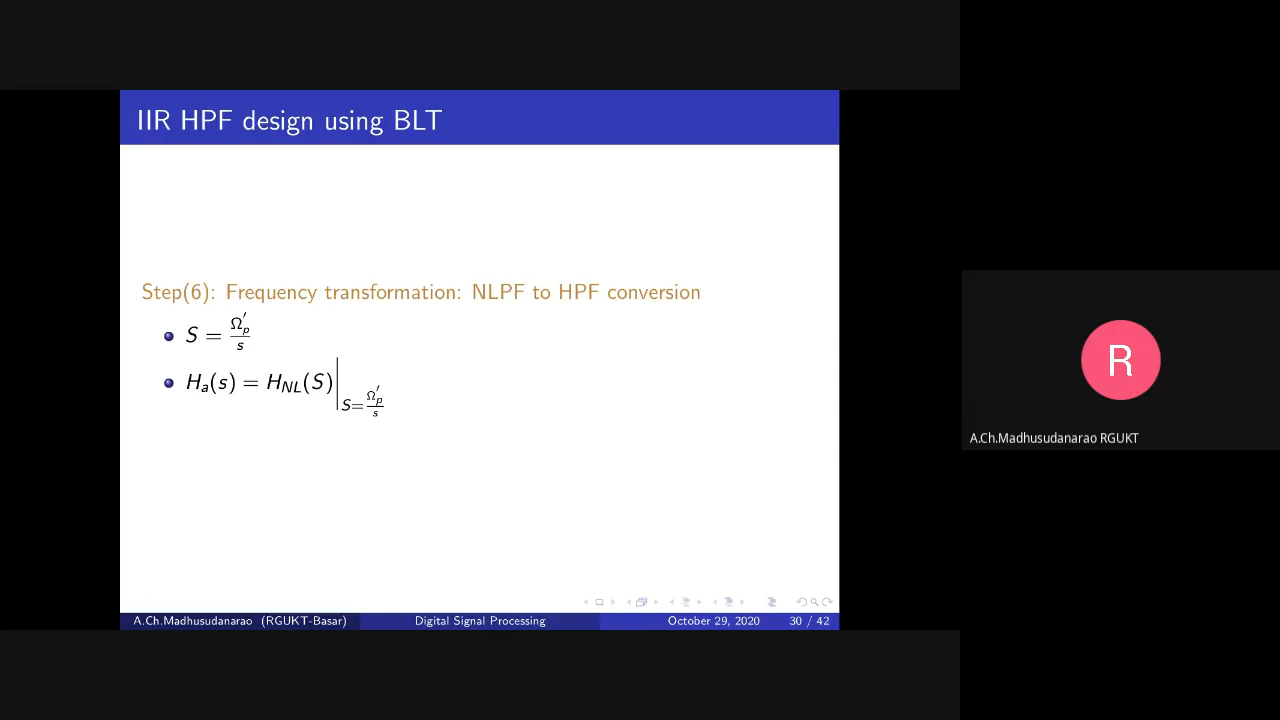 IIR HPF design using BLT
Step(6): Frequency transformation: NLPF to HPF conversion
S = Ω′p / s
Ha(s) = HNL(S)|S=Ω′p/s
R
A.Ch.Madhusudanarao RGUKT
A.Ch.Madhusudanarao (RGUKT-Basar) Digital Signal Processing October 29, 2020 30 / 42